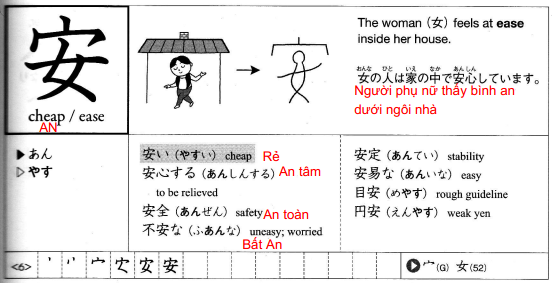 安
cheap / ease
AN
The woman (女) feels at ease
inside her house.
おんな ひと いえ なか あんしん
女の人は家の中で安心しています。
Người phụ nữ thấy bình an
dưới ngôi nhà
▶あん
▷やす
安い (やすい) cheap Rẻ
安心する (あんしんする) An tâm
to be relieved
安全 (あんぜん) safety An toàn
不安な (ふあんな) uneasy; worried
Bất An
安定 (あんてい) stability
安易な (あんいな) easy
目安 (めやす) rough guideline
円安 (えんやす) weak yen
<6> 安 安
宀(G) 女(52)